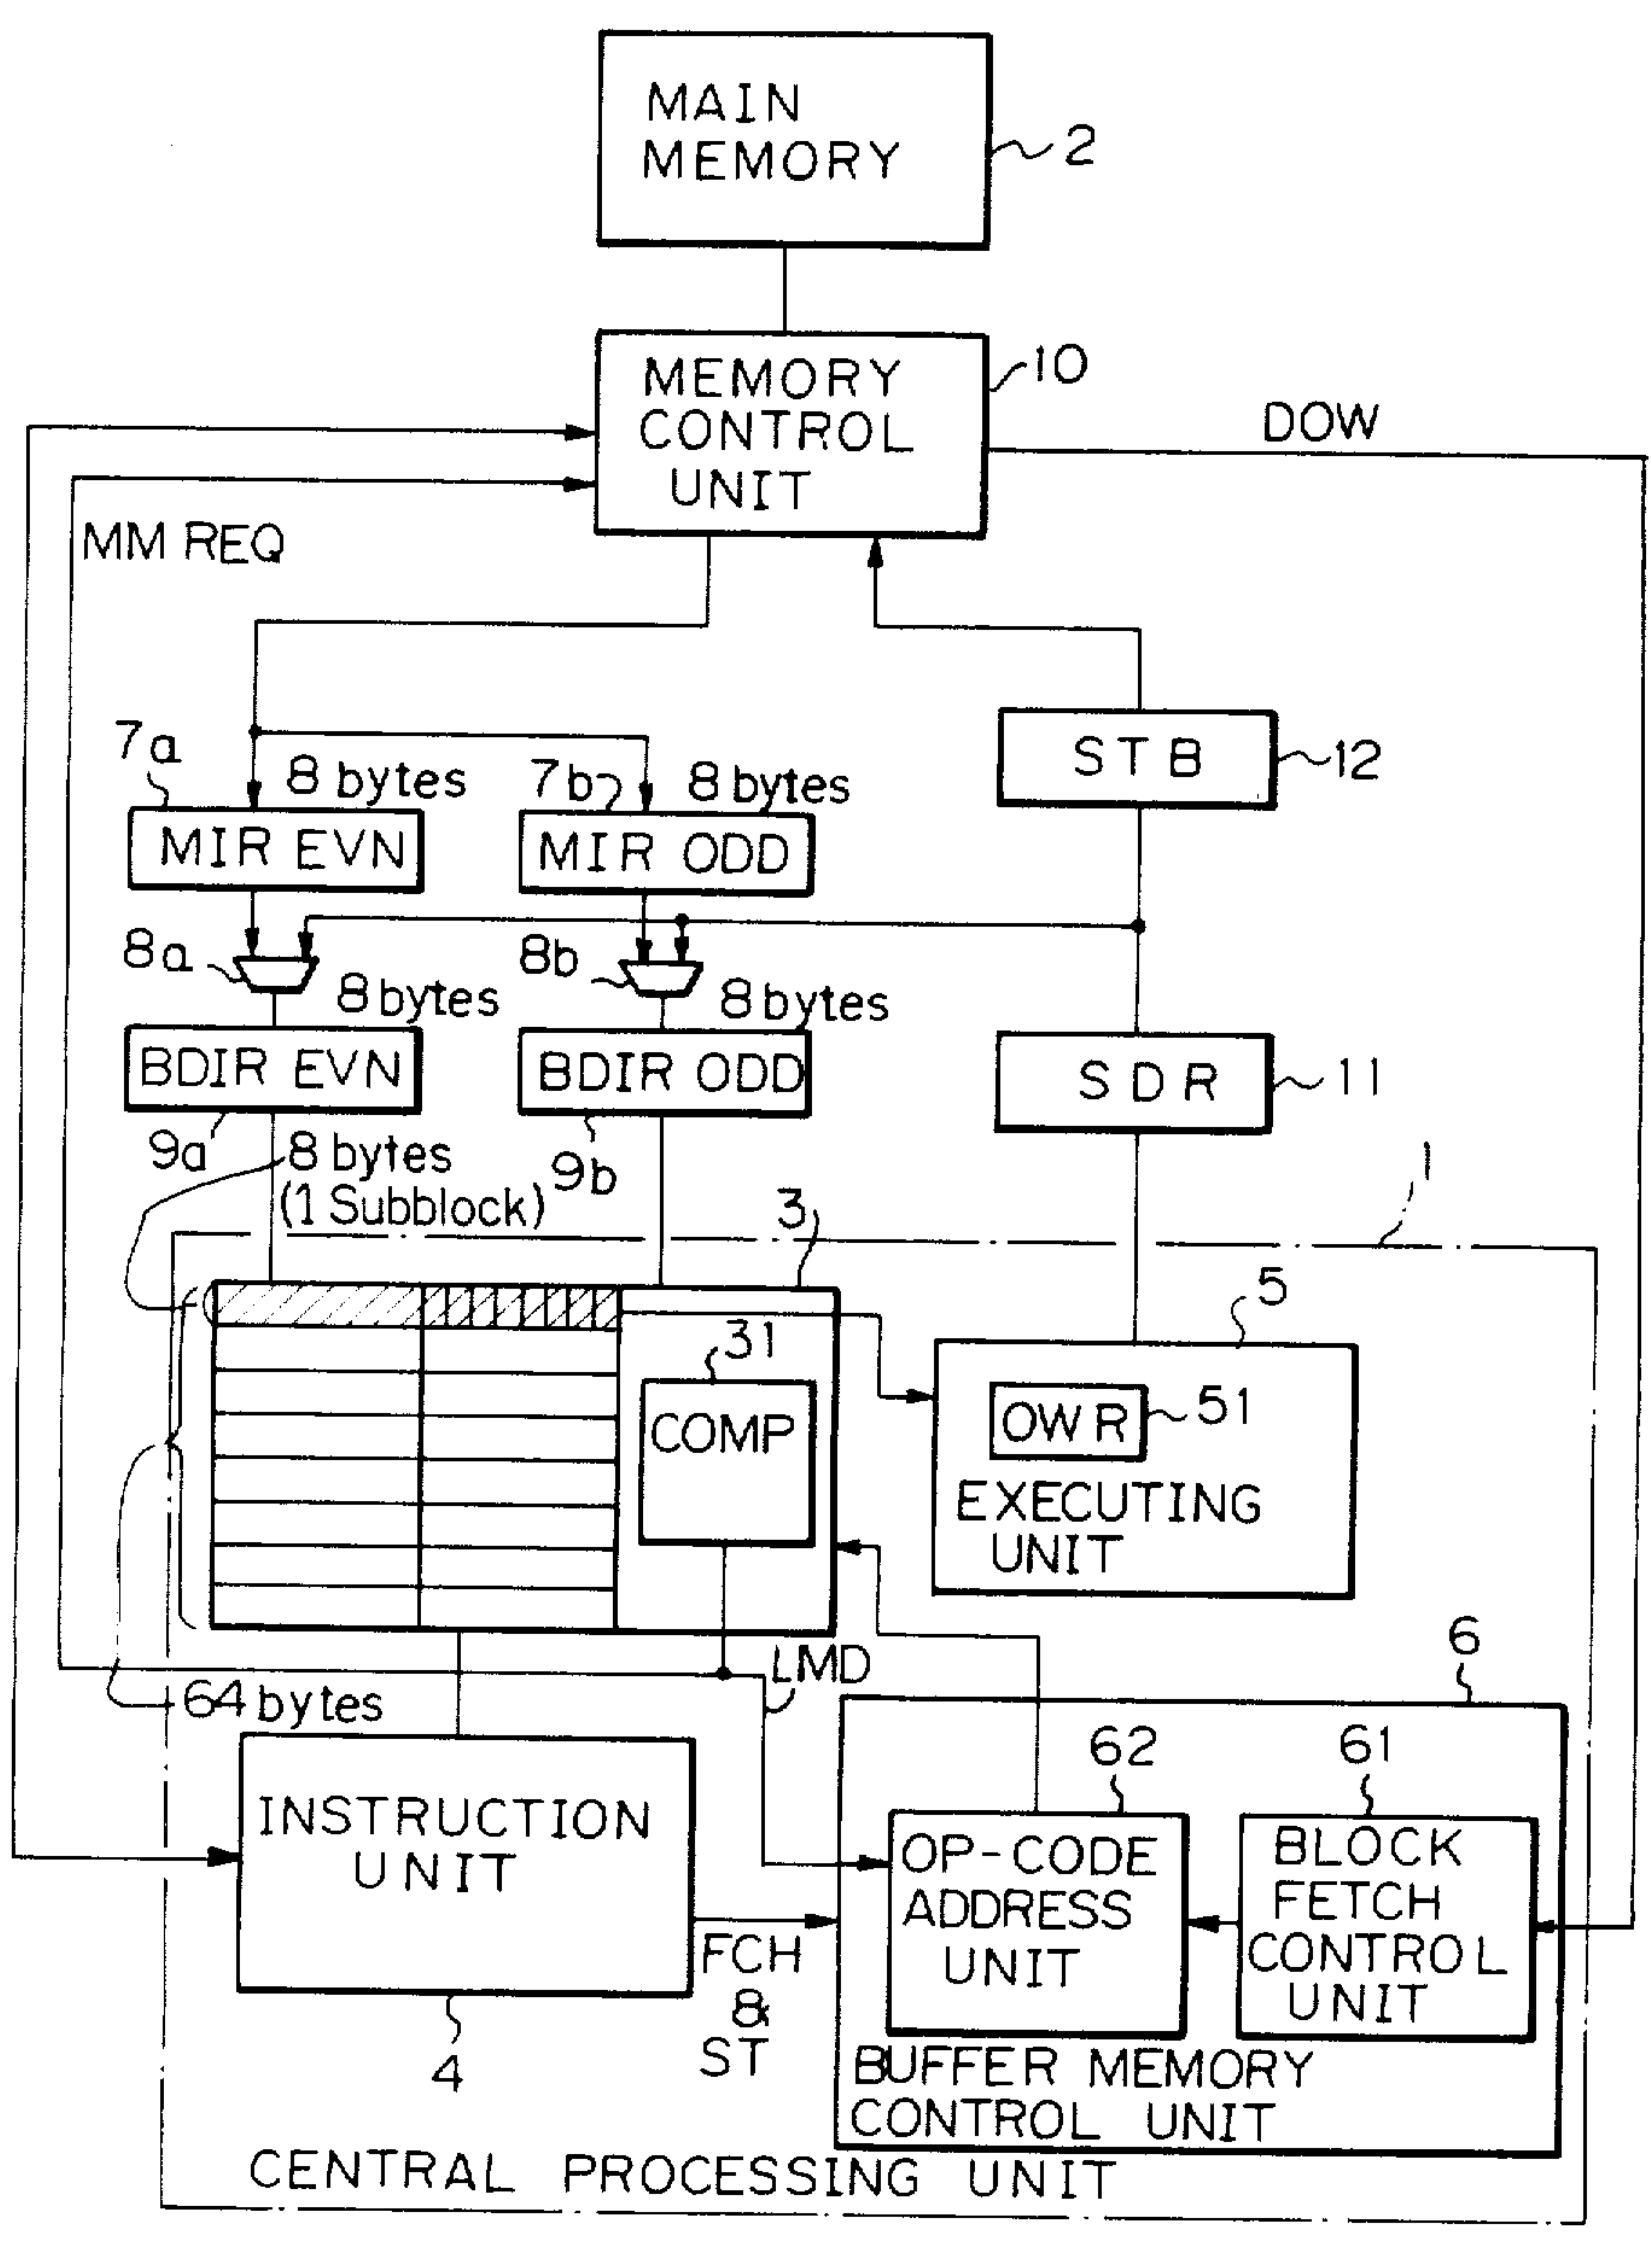 MAIN
MEMORY
2
MEMORY
CONTROL
UNIT
10
DOW
MM REQ
7a
8 bytes
7b
8 bytes
STB
12
MIR EVN
MIR ODD
8a
8b
8 bytes
8 bytes
BDIR EVN
BDIR ODD
SDR
11
9a
8 bytes
(1 Subblock)
9b
3
1
5
31
COMP
OWR
51
EXECUTING
UNIT
LMD
6
64 bytes
62
61
INSTRUCTION
UNIT
OP-CODE
ADDRESS
UNIT
BLOCK
FETCH
CONTROL
UNIT
FCH
&
ST
4
BUFFER MEMORY
CONTROL UNIT
CENTRAL PROCESSING UNIT